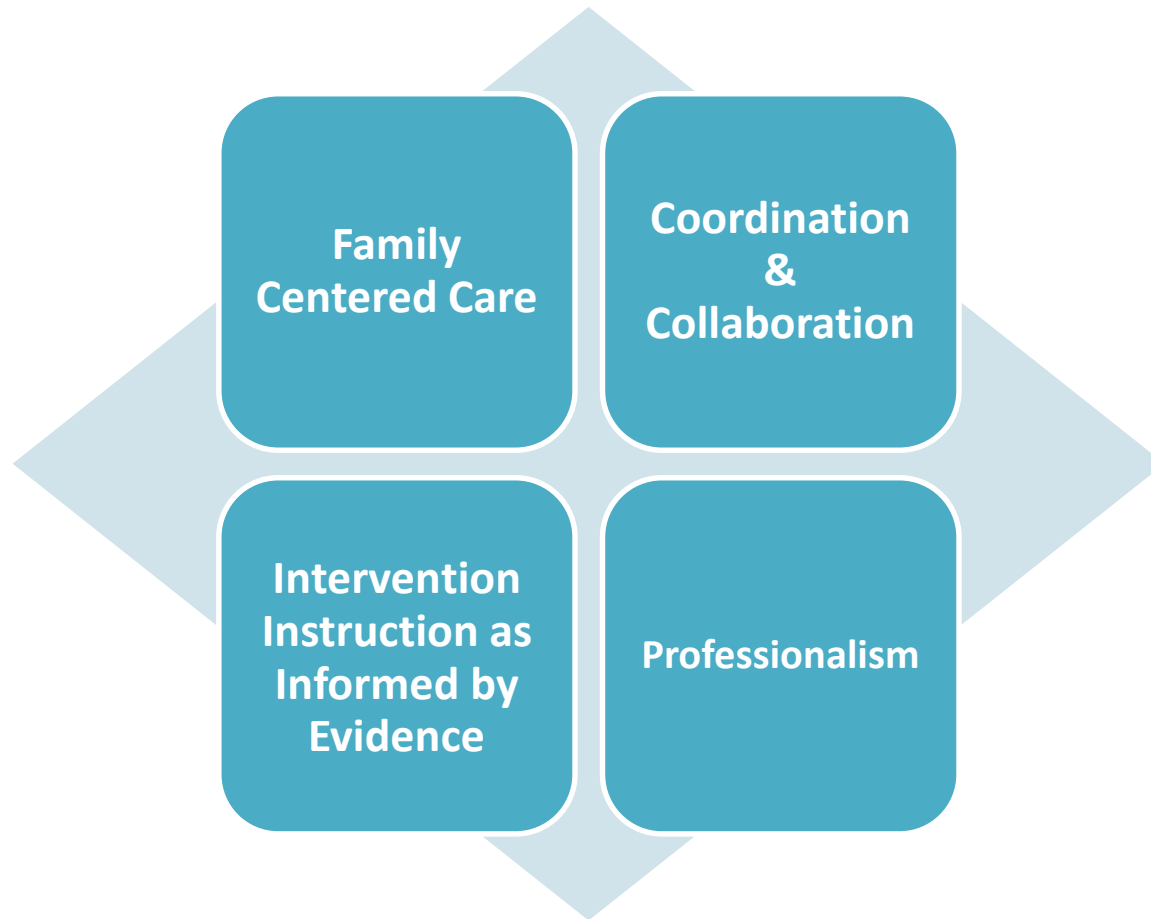 Family
Centered Care
Coordination
&
Collaboration
Intervention
Instruction as
Informed by
Evidence
Professionalism